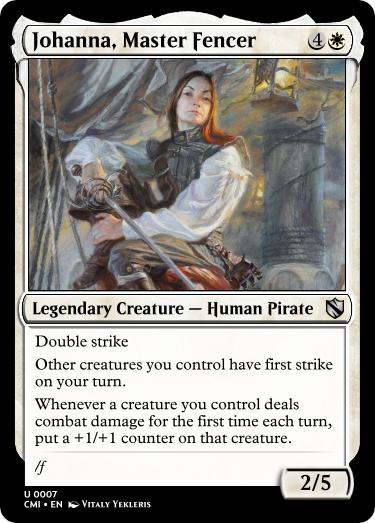 Johanna, Master Fencer 4
Legendary Creature — Human Pirate
Double strike
Other creatures you control have first strike
on your turn.
Whenever a creature you control deals
combat damage for the first time each turn,
put a +1/+1 counter on that creature.
/f
2/5
U 0007
CMI • EN Vitaly Yekleris